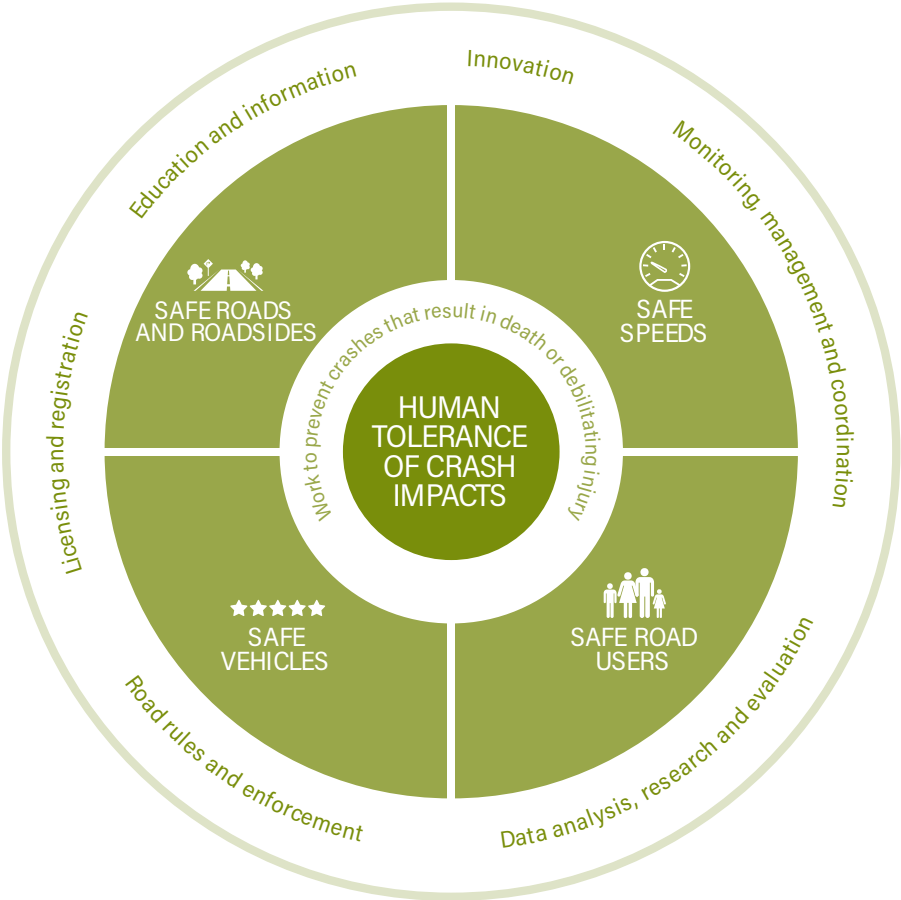 Innovation
Education and information
Monitoring, management and coordination
SAFE ROADS
AND ROADSIDES
SAFE
SPEEDS
Work to prevent crashes that result in death or debilitating injury
HUMAN
TOLERANCE
OF CRASH
IMPACTS
Licensing and registration
SAFE
VEHICLES
SAFE ROAD
USERS
Road rules and enforcement
Data analysis, research and evaluation